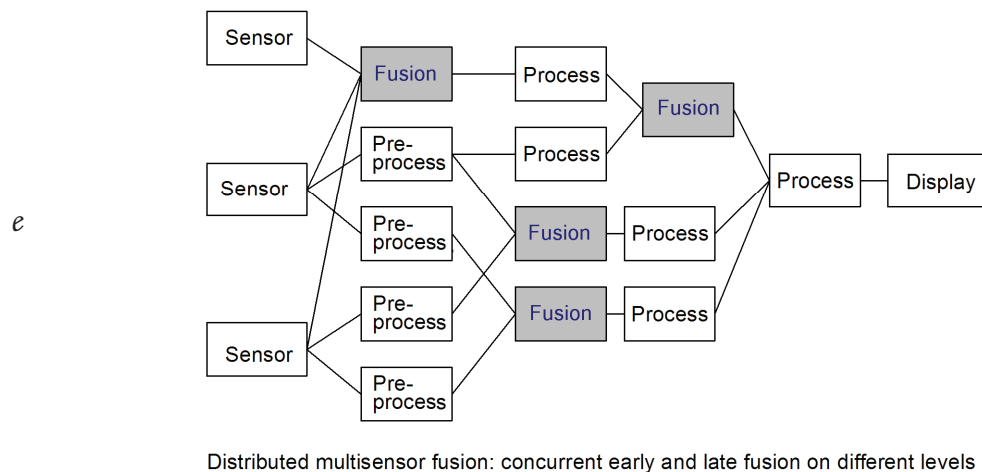 Sensor
Fusion
Process
Fusion
Pre-
process
Process
Sensor
Process
Display
e
Pre-
process
Fusion
Process
Pre-
process
Fusion
Process
Sensor
Pre-
process
Distributed multisensor fusion: concurrent early and late fusion on different levels